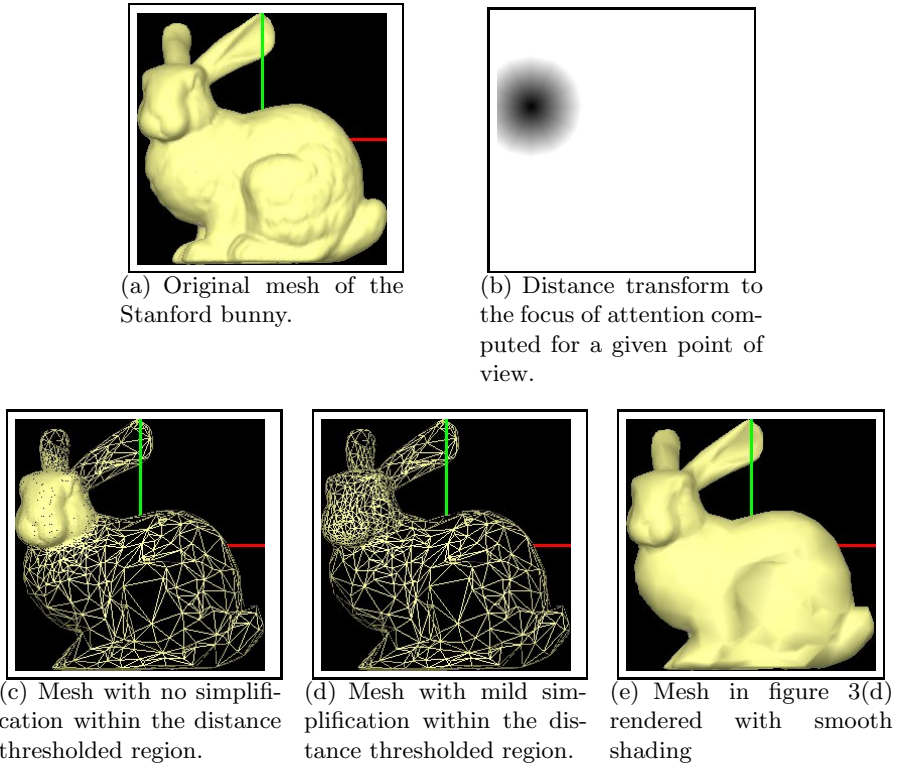 (a) Original mesh of the
Stanford bunny.
(b) Distance transform to
the focus of attention com-
puted for a given point of
view.
(c) Mesh with no simplifi-
cation within the distance
thresholded region.
(d) Mesh with mild sim-
plification within the dis-
tance thresholded region.
(e) Mesh in figure 3(d)
rendered with smooth
shading